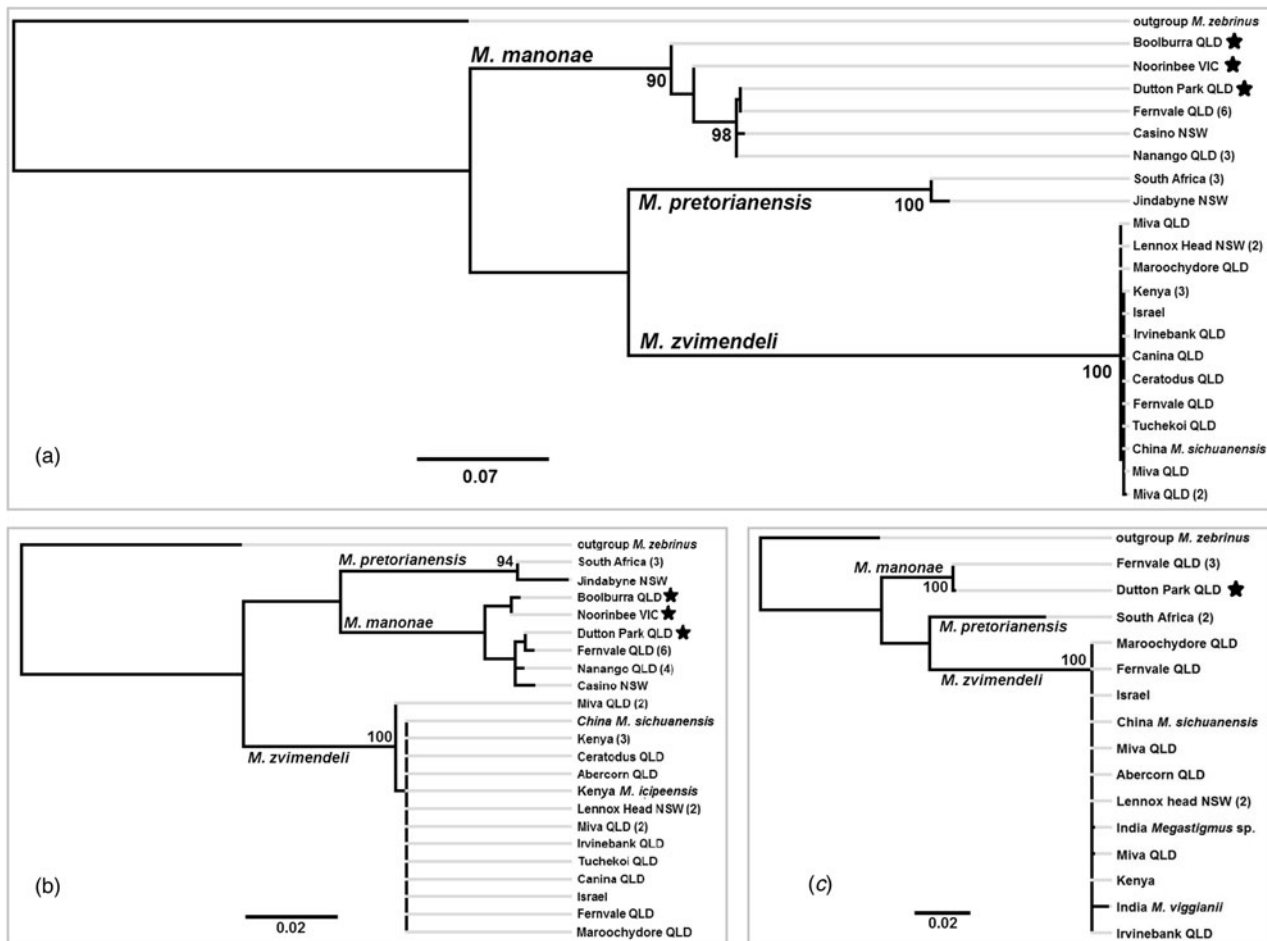 outgroup M. zebrinus
M. manonae
Boolburra QLD
Noorinbee VIC
90
Dutton Park QLD
Fernvale QLD (6)
98
Casino NSW
Nanango QLD (3)
South Africa (3)
M. pretorianensis
100
Jindabyne NSW
Miva QLD
Lennox Head NSW (2)
Maroochydore QLD
Kenya (3)
Israel
Irvinebank QLD
M. zvimendeli
Canina QLD
100
Ceratodus QLD
Fernvale QLD
Tuchekoi QLD
China M. sichuanensis
Miva QLD
Miva QLD (2)
(a)
0.07
outgroup M. zebrinus
M. pretorianensis
94
South Africa (3)
Jindabyne NSW
Boolburra QLD
Noorinbee VIC
M. manonae
Dutton Park QLD
Fernvale QLD (6)
Nanango QLD (4)
Casino NSW
Miva QLD (2)
China M. sichuanensis
100
Kenya (3)
M. zvimendeli
Ceratodus QLD
Abercorn QLD
Kenya M. icipeensis
Lennox Head NSW (2)
Miva QLD (2)
Irvinebank QLD
Tuchekoi QLD
Canina QLD
Israel
Fernvale QLD
Maroochydore QLD
(b)
0.02
outgroup M. zebrinus
Fernvale QLD (3)
M. manonae
100
Dutton Park QLD
South Africa (2)
M. pretorianensis
Maroochydore QLD
100
Fernvale QLD
M. zvimendeli
Israel
China M. sichuanensis
Miva QLD
Abercorn QLD
Lennox head NSW (2)
India Megastigmus sp.
Miva QLD
Kenya
India M. viggianii
Irvinebank QLD
(c)
0.02